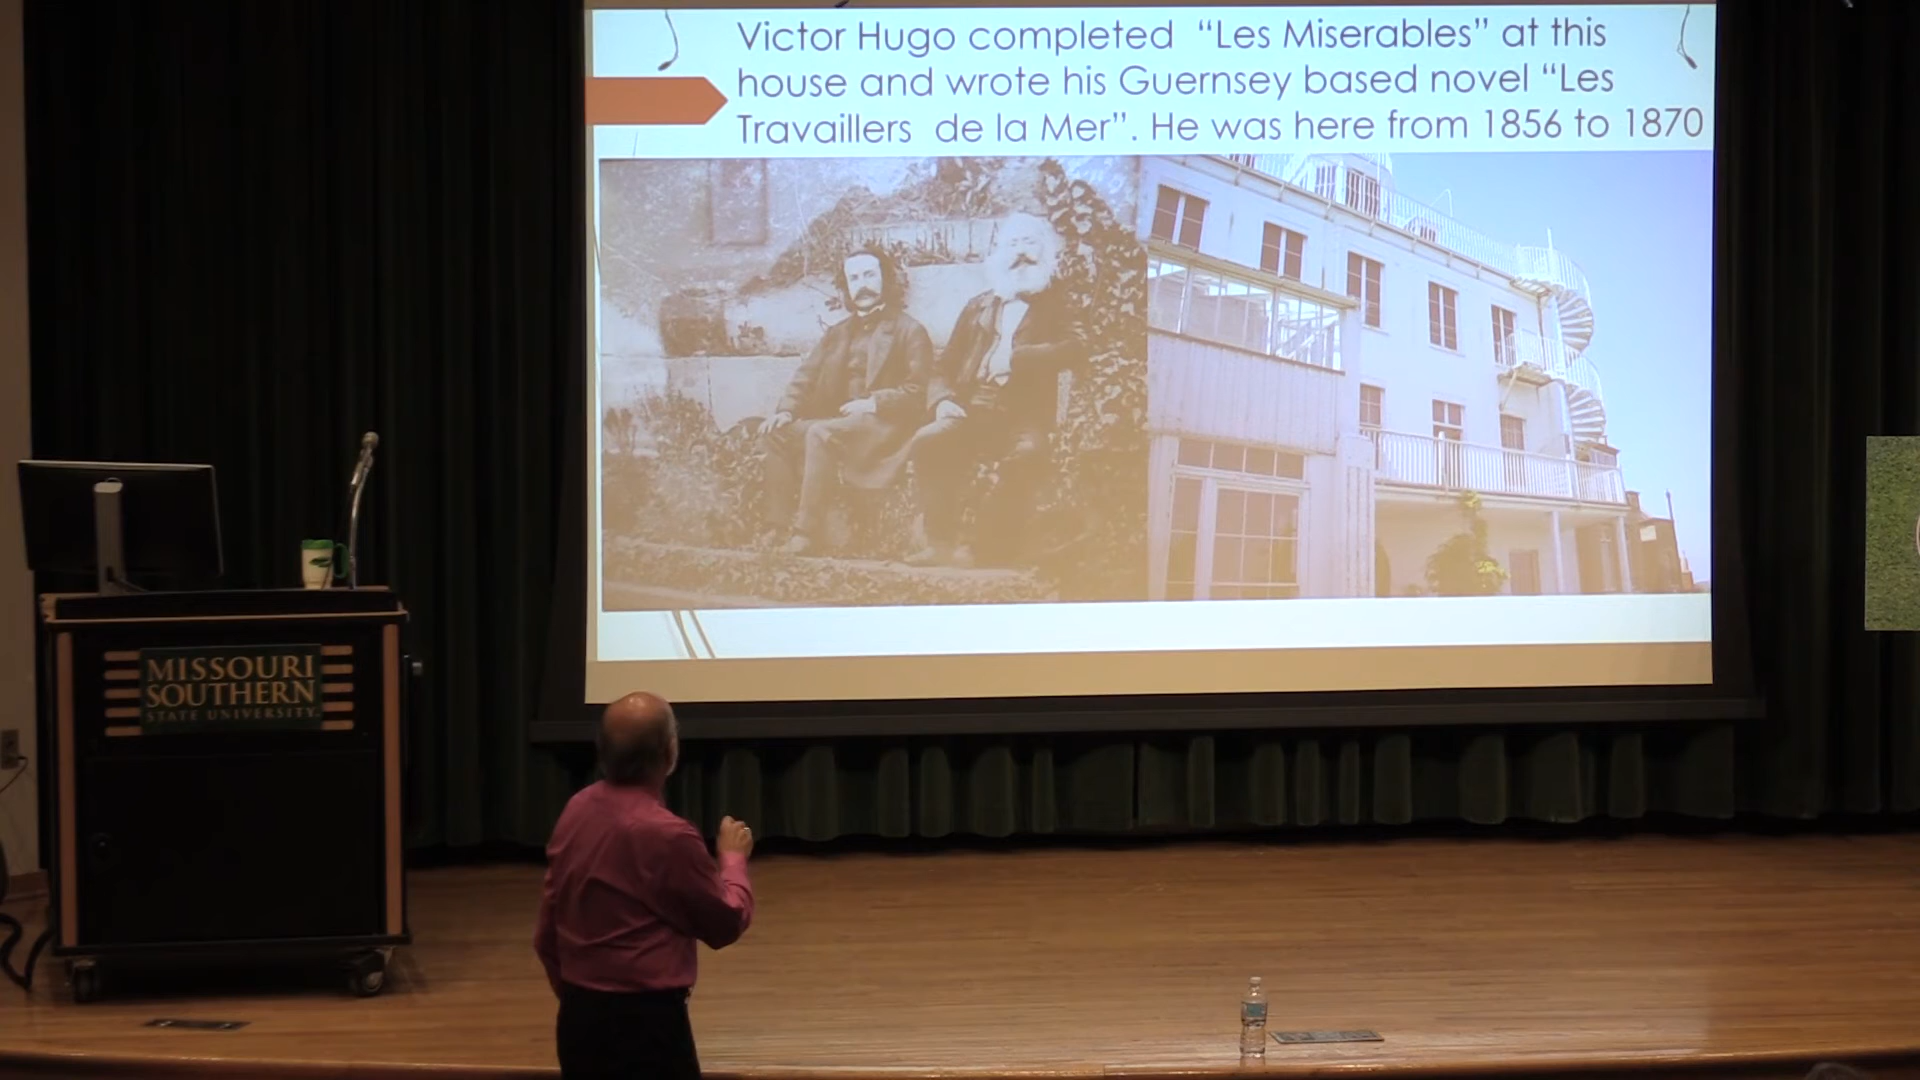 Victor Hugo completed “Les Miserables” at this
house and wrote his Guernsey based novel “Les
Travaillers de la Mer”. He was here from 1856 to 1870
MISSOURI
SOUTHERN
STATE UNIVERSITY